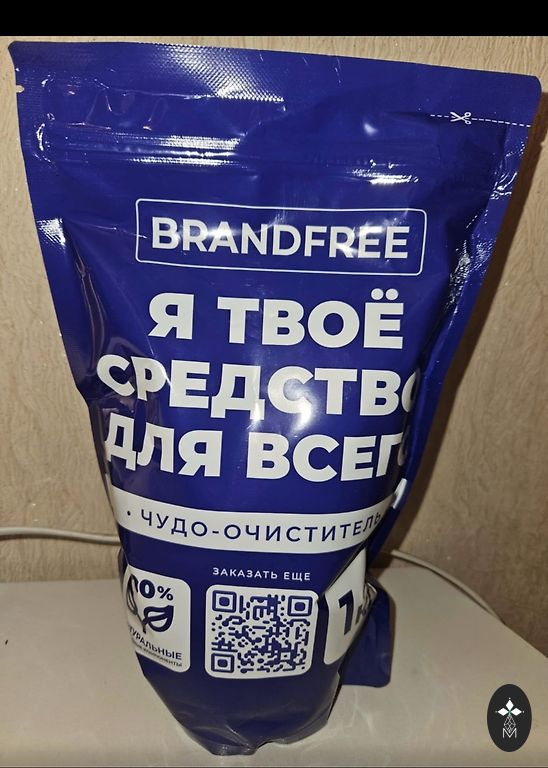 BRANDFREE
Я ТВОЁ
СРЕДСТВО
ДЛЯ ВСЕГО
• ЧУДО-ОЧИСТИТЕЛЬ
ЗАКАЗАТЬ ЕЩЕ